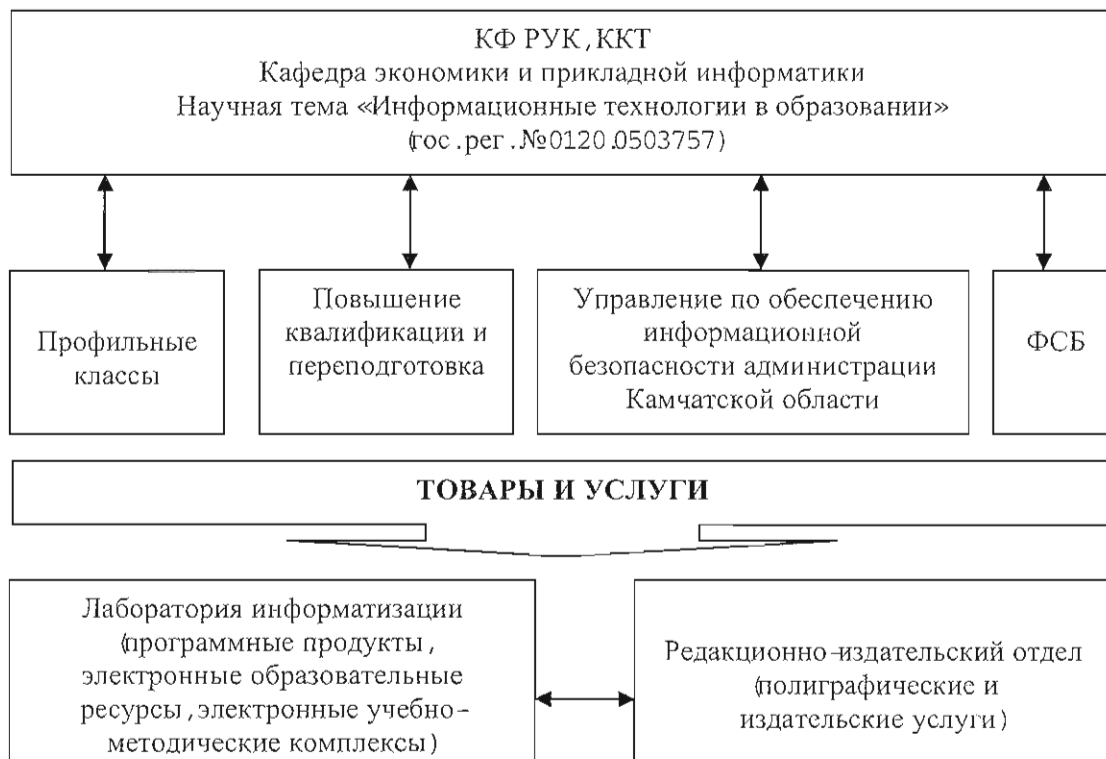 КФ РУК, ККТ
Кафедра экономики и прикладной информатики
Научная тема «Информационные технологии в образовании»
(гос.рег.№0120.0503757)
Профильные
классы
Повышение
квалификации и
переподготовка
Управление по обеспечению
информационной
безопасности администрации
Камчатской области
ФСБ
ТОВАРЫ И УСЛУГИ
Лаборатория информатизации
(программные продукты,
электронные образовательные
ресурсы, электронные учебно-
методические комплексы)
Редакционно-издательский отдел
(полиграфические и
издательские услуги)